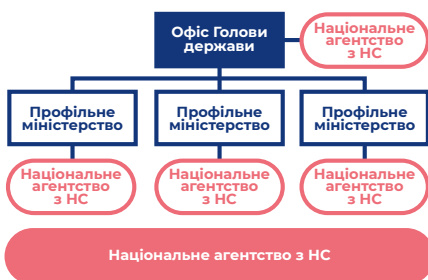 Офіс Голови
держави
Національне
агентство
з НС
Профільне
міністерство
Профільне
міністерство
Профільне
міністерство
Національне
агентство
з НС
Національне
агентство
з НС
Національне
агентство
з НС
Національне агентство з НС